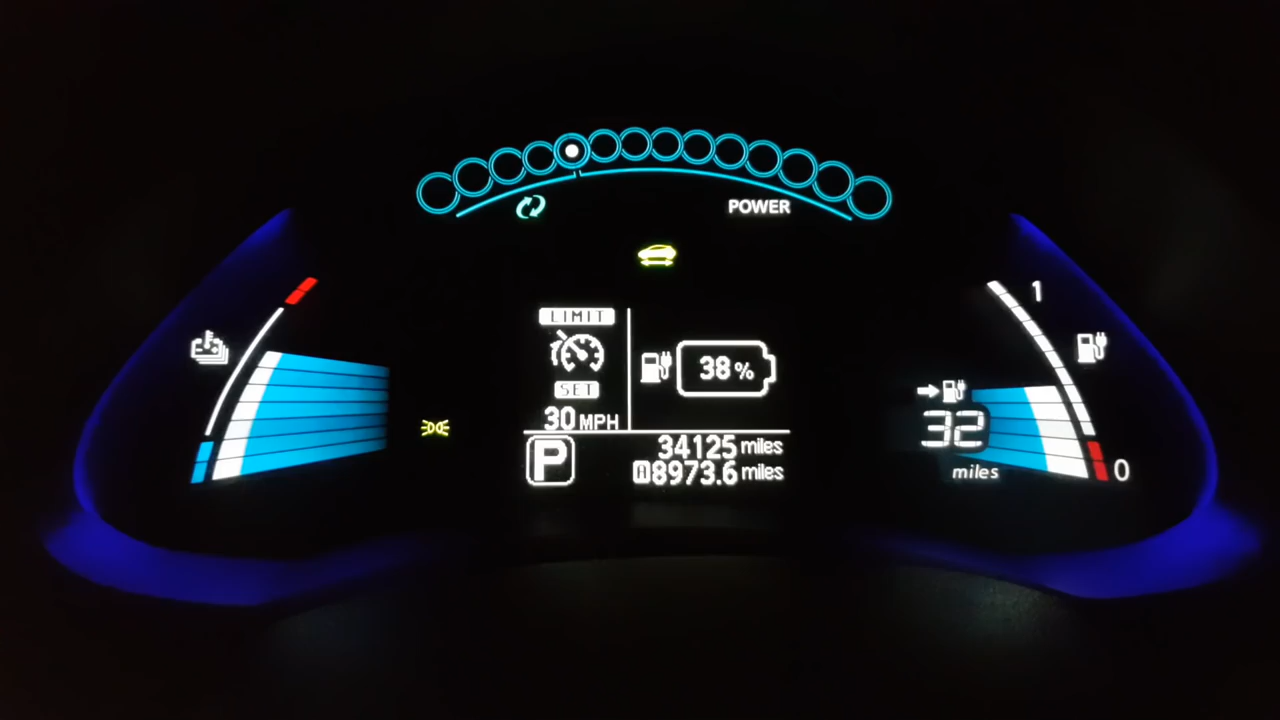 POWER
LIMIT
SET
30 MPH
38 %
P
34125 miles
A 8973.6 miles
32
miles
1
0